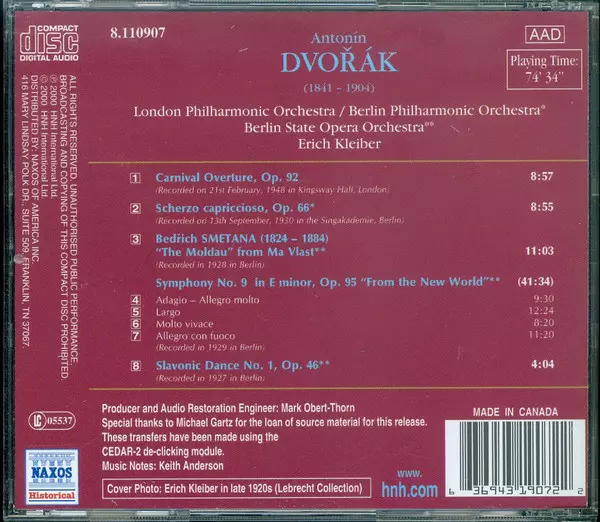 COMPACT
disc
DIGITAL AUDIO
8.110907
Antonín
DVOŘÁK
(1841 - 1904)
AAD
Playing Time:
74' 34"
London Philharmonic Orchestra / Berlin Philharmonic Orchestra*
Berlin State Opera Orchestra**
Erich Kleiber
1 Carnival Overture, Op. 92 8:57
(Recorded on 21st February, 1948 in Kingsway Hall, London)
2 Scherzo capriccioso, Op. 66* 8:55
(Recorded on 13th September, 1930 in the Singakademie, Berlin)
3 Bedřich SMETANA (1824 – 1884)
"The Moldau" from Ma Vlast** 11:03
(Recorded in 1928 in Berlin)
Symphony No. 9 in E minor, Op. 95 "From the New World"** (41:34)
4 Adagio – Allegro molto 9:30
5 Largo 12:24
6 Molto vivace 8:20
7 Allegro con fuoco 11:20
(Recorded in 1929 in Berlin)
8 Slavonic Dance No. 1, Op. 46** 4:04
(Recorded in 1927 in Berlin)
Producer and Audio Restoration Engineer: Mark Obert-Thorn
Special thanks to Michael Gartz for the loan of source material for this release.
These transfers have been made using the
CEDAR-2 de-clicking module.
Music Notes: Keith Anderson
Cover Photo: Erich Kleiber in late 1920s (Lebrecht Collection)
www.
hnh.com
MADE IN CANADA
6 36943 19072 2
LC 05537
NAXOS
Historical
ALL RIGHTS RESERVED. UNAUTHORISED PUBLIC PERFORMANCE,
BROADCASTING AND COPYING OF THIS COMPACT DISC PROHIBITED.
℗ 2000 HNH International Ltd.
© 2000 HNH International Ltd.
DISTRIBUTED BY: NAXOS OF AMERICA INC.
416 MARY LINDSAY POLK DR., SUITE 509, FRANKLIN, TN 37067.